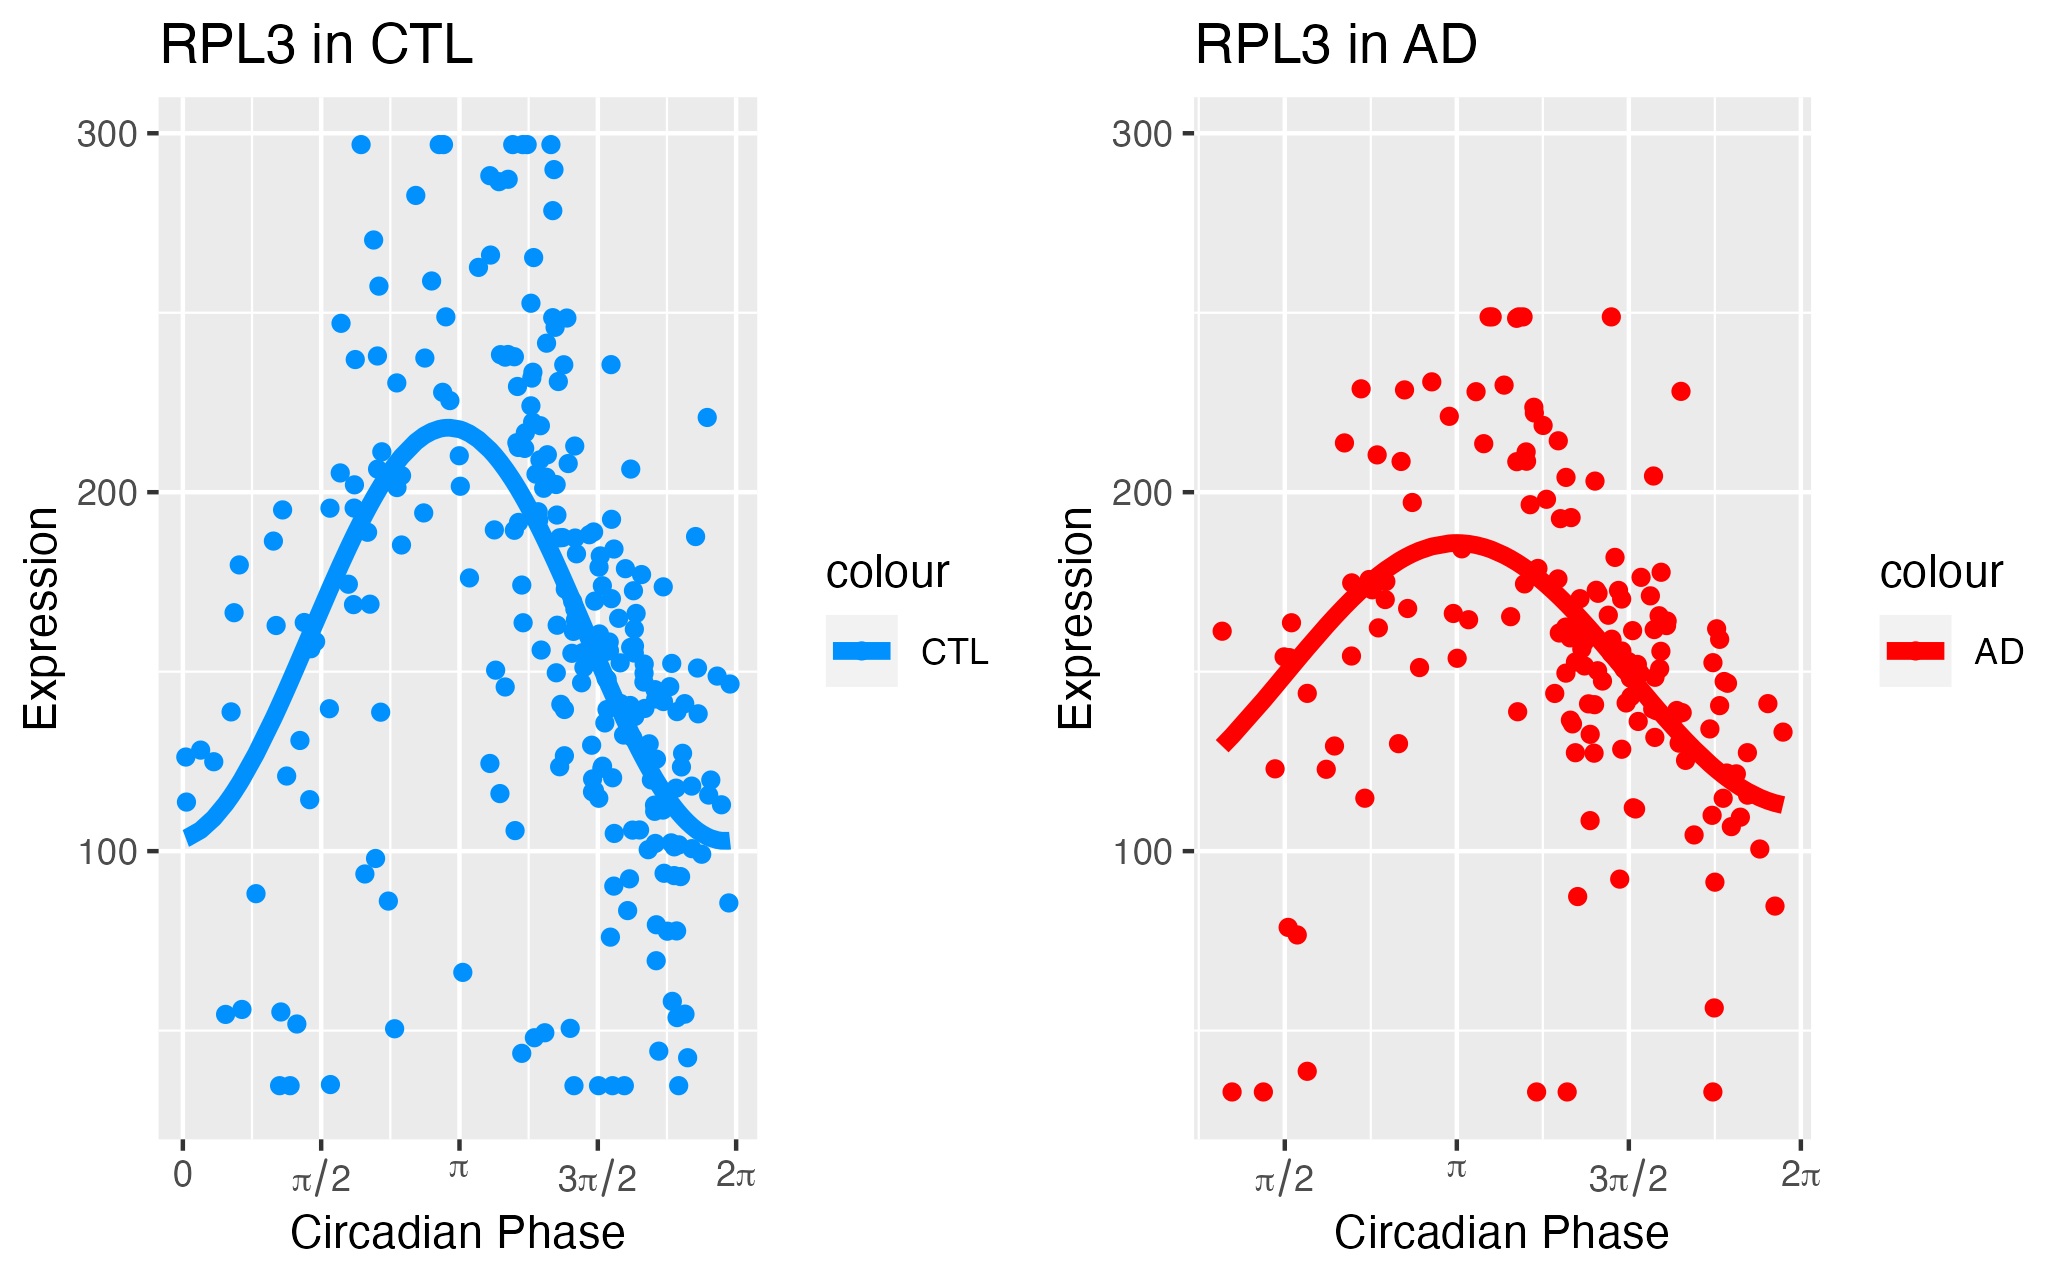 RPL3 in CTL
300
200
100
Expression
0
π/2
π
3π/2
2π
Circadian Phase
colour
CTL
RPL3 in AD
300
200
100
Expression
π/2
π
3π/2
2π
Circadian Phase
colour
AD